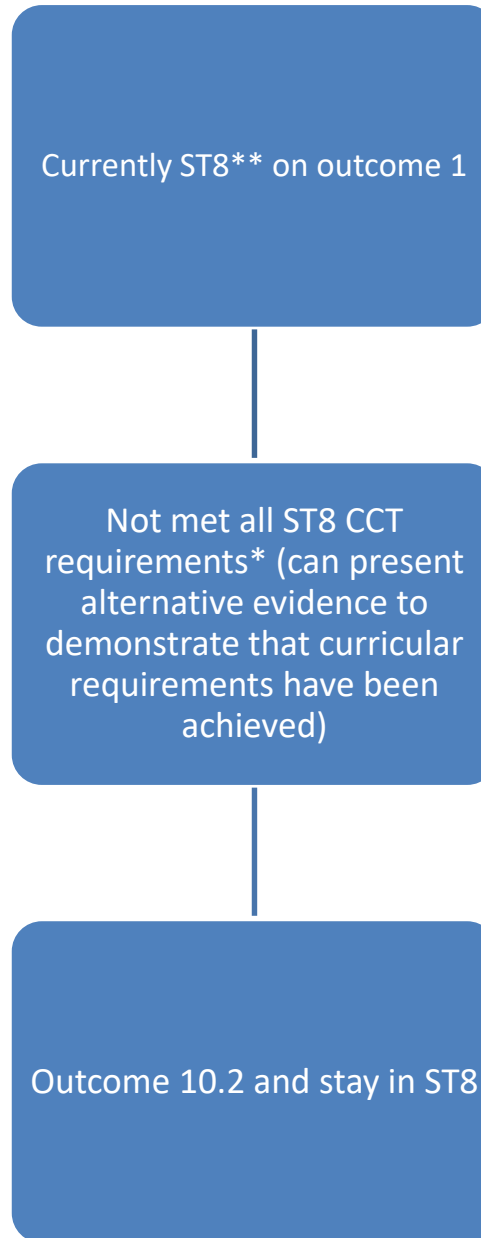 Currently ST8** on outcome 1
Not met all ST8 CCT
requirements* (can present
alternative evidence to
demonstrate that curricular
requirements have been
achieved)
Outcome 10.2 and stay in ST8